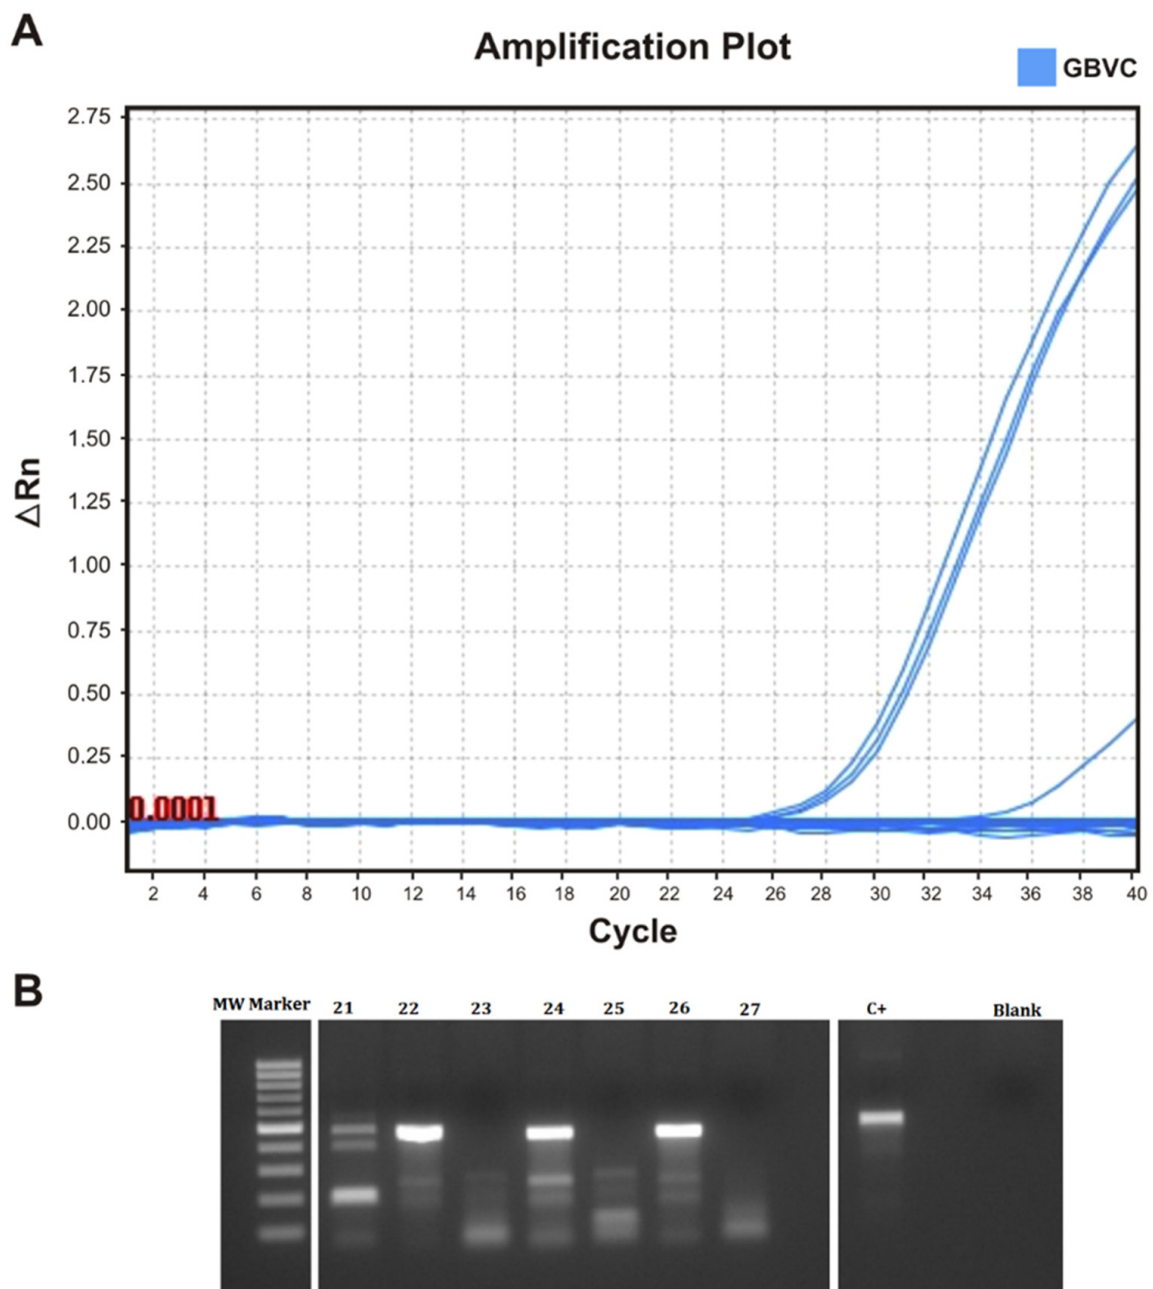 A
Amplification Plot
GBVC
2.75
2.50
2.25
2.00
1.75
1.50
1.25
1.00
0.75
0.50
0.25
0.00
△Rn
0.0001
2 4 6 8 10 12 14 16 18 20 22 24 26 28 30 32 34 36 38 40
Cycle
B
MW Marker 21 22 23 24 25 26 27 C+ Blank